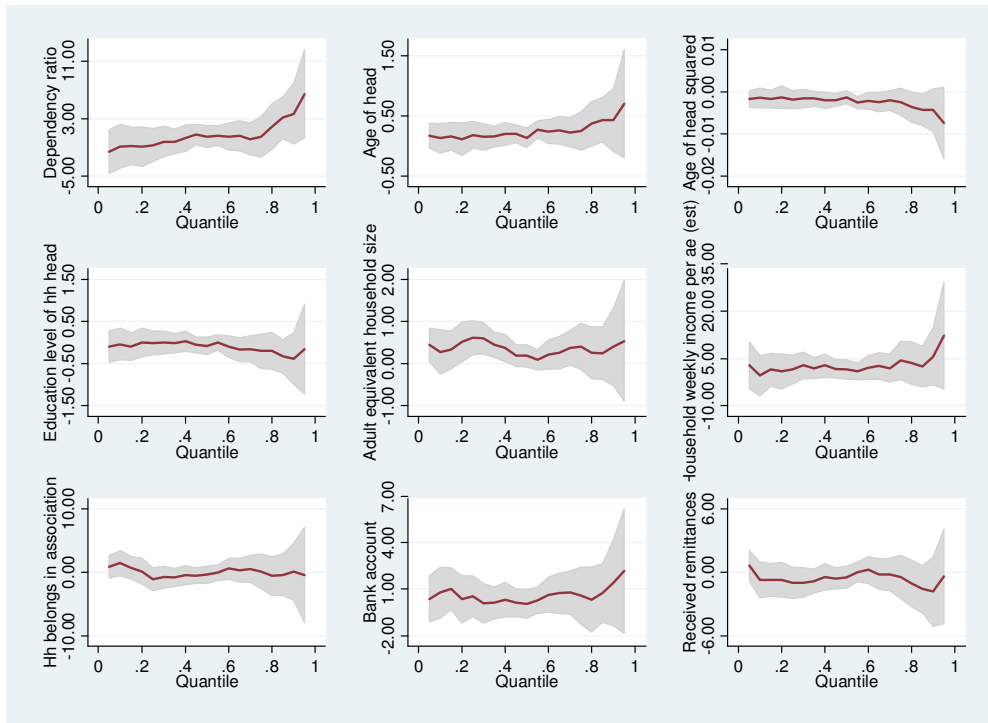 Dependency ratio
-5.00 3.00 11.00
0 .2 .4 .6 .8 1
Quantile
Age of head
-0.50 0.50 1.50
0 .2 .4 .6 .8 1
Quantile
Age of head squared
-0.02 -0.01 0.00 0.01
0 .2 .4 .6 .8 1
Quantile
Education level of hh head
-1.50 -0.50 0.50 1.50
0 .2 .4 .6 .8 1
Quantile
Adult equivalent household size
-1.00 0.00 1.00 2.00
0 .2 .4 .6 .8 1
Quantile
Household weekly income per ae (est)
-10.00 5.00 20.00 35.00
0 .2 .4 .6 .8 1
Quantile
Hh belongs in association
-10.00 0.00 10.00
0 .2 .4 .6 .8 1
Quantile
Bank account
-2.00 1.00 4.00 7.00
0 .2 .4 .6 .8 1
Quantile
Received remittances
-6.00 0.00 6.00
0 .2 .4 .6 .8 1
Quantile